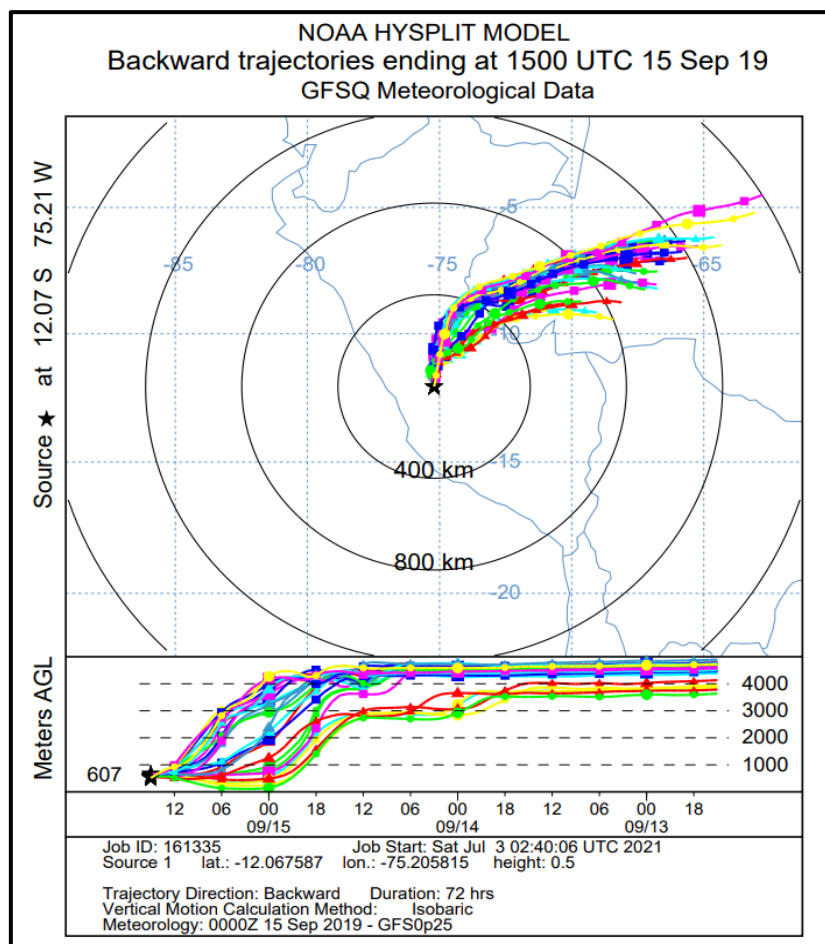 NOAA HYSPLIT MODEL
Backward trajectories ending at 1500 UTC 15 Sep 19
GFSQ Meteorological Data
Source ★ at 12.07 S 75.21 W
-5
-85
-80
-75
-65
-10
400 km
-15
800 km
-20
Meters AGL
4000
3000
2000
607
1000
12 06 00 18 12 06 00 18 12 06 00 18
09/15 09/14 09/13
Job ID: 161335 Job Start: Sat Jul 3 02:40:06 UTC 2021
Source 1 lat.: -12.067587 lon.: -75.205815 height: 0.5
Trajectory Direction: Backward Duration: 72 hrs
Vertical Motion Calculation Method: Isobaric
Meteorology: 0000Z 15 Sep 2019 - GFS0p25